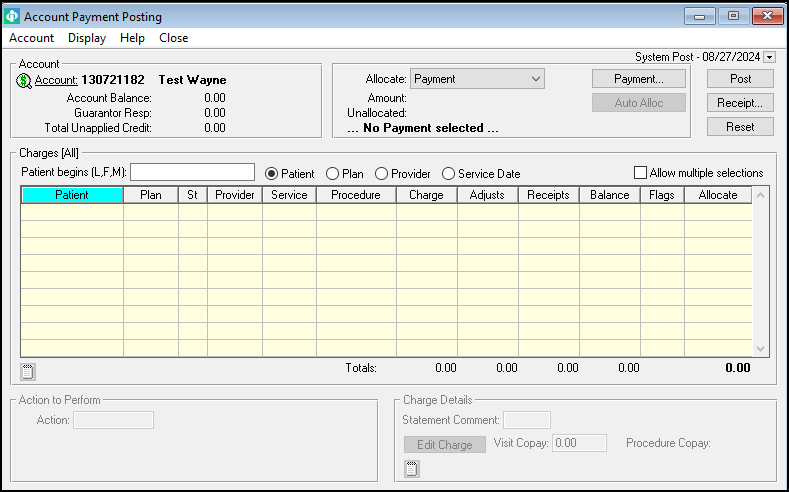 Account Payment Posting
Account Display Help Close
System Post - 08/27/2024
Account
Account: 130721182 Test Wayne
Account Balance: 0.00
Guarantor Resp: 0.00
Total Unapplied Credit: 0.00
Allocate: Payment Payment...
Amount: Auto Alloc
Unallocated:
... No Payment selected ...
Post
Receipt...
Reset
Charges [All]
Patient begins (L,F,M): Patient Plan Provider Service Date Allow multiple selections
Patient Plan St Provider Service Procedure Charge Adjusts Receipts Balance Flags Allocate
Totals: 0.00 0.00 0.00 0.00 0.00
Action to Perform
Action:
Charge Details
Statement Comment:
Edit Charge Visit Copay: 0.00 Procedure Copay: